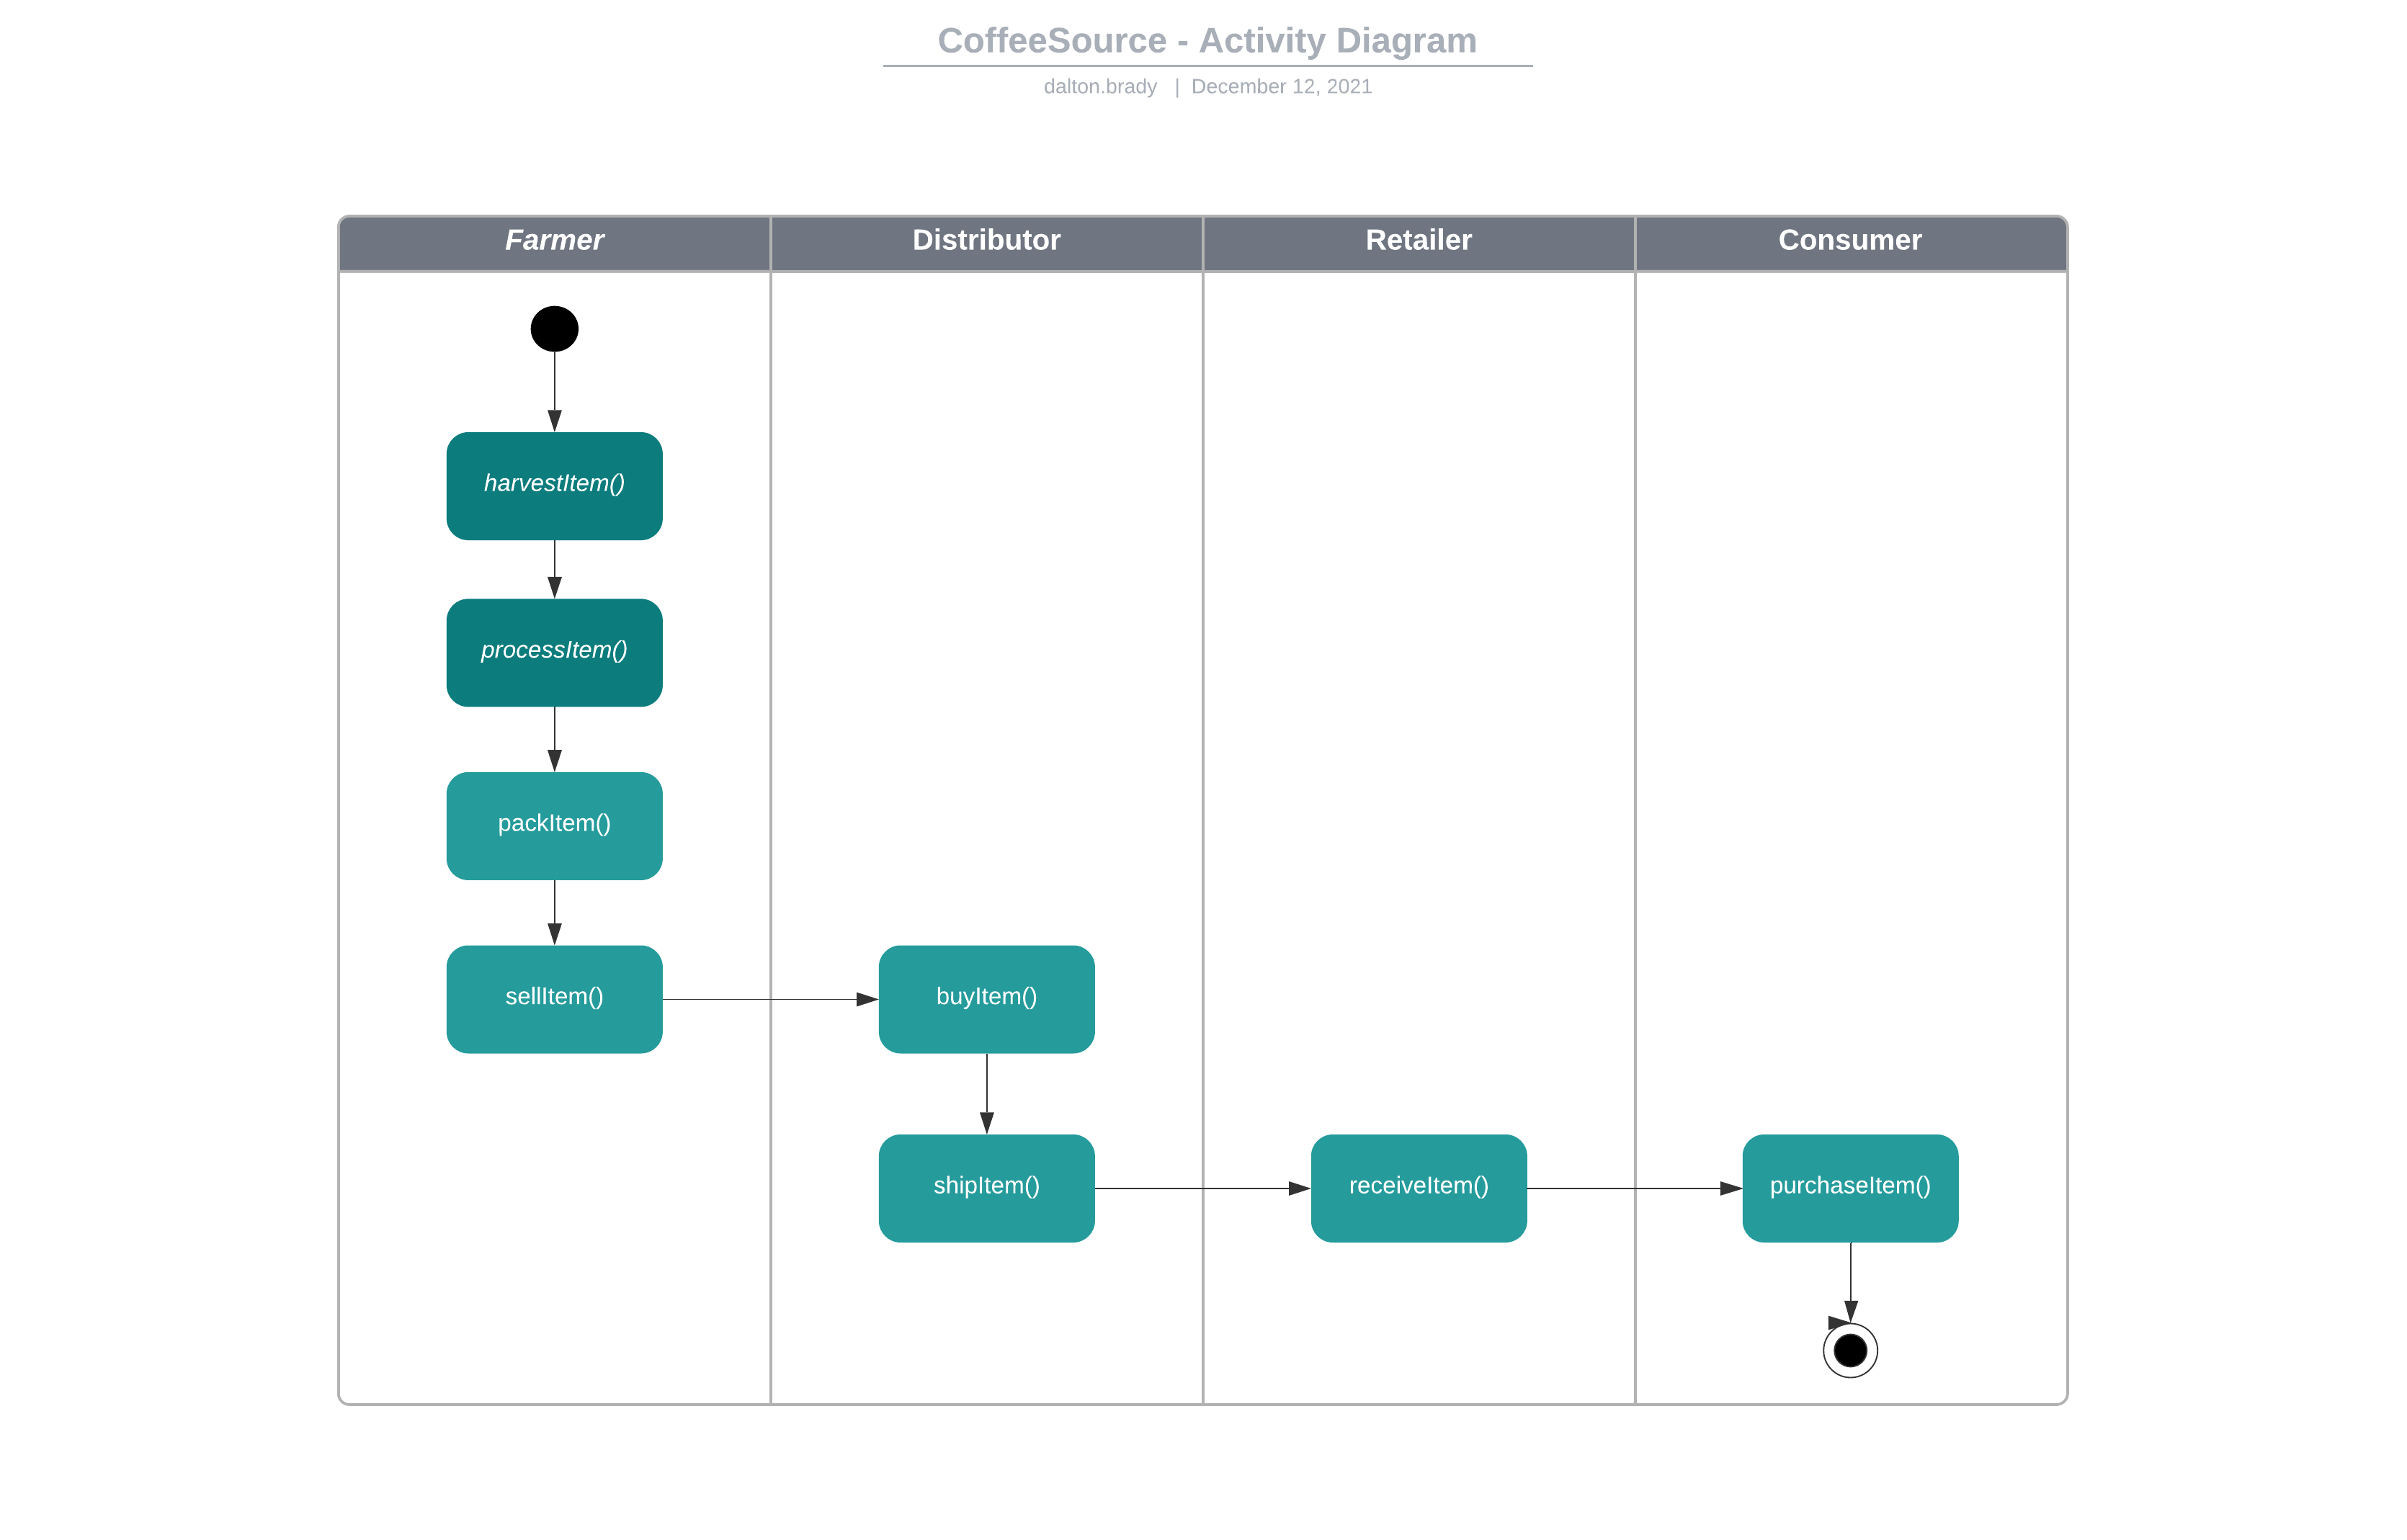 CoffeeSource - Activity Diagram
dalton.brady | December 12, 2021
Farmer
Distributor
Retailer
Consumer
harvestItem()
processItem()
packItem()
sellItem()
buyItem()
shipItem()
receiveItem()
purchaseItem()